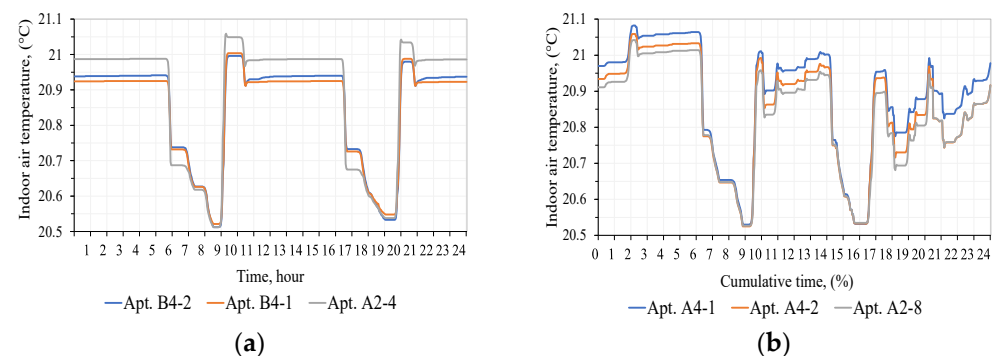 (a)
21.1
21
20.9
20.8
20.7
20.6
20.5
Indoor air temperature, (°C)
1 2 3 4 5 6 7 8 9 10 11 12 13 14 15 16 17 18 19 20 21 22 23 24
Time, hour
Apt. B4-2 Apt. B4-1 Apt. A2-4
(a)
(b)
21.1
21
20.9
20.8
20.7
20.6
20.5
Indoor air temperature, (°C)
0 1 2 3 4 5 6 7 8 9 10 11 12 13 14 15 16 17 18 19 20 21 22 23 24
Cumulative time, (%)
Apt. A4-1 Apt. A4-2 Apt. A2-8
(b)